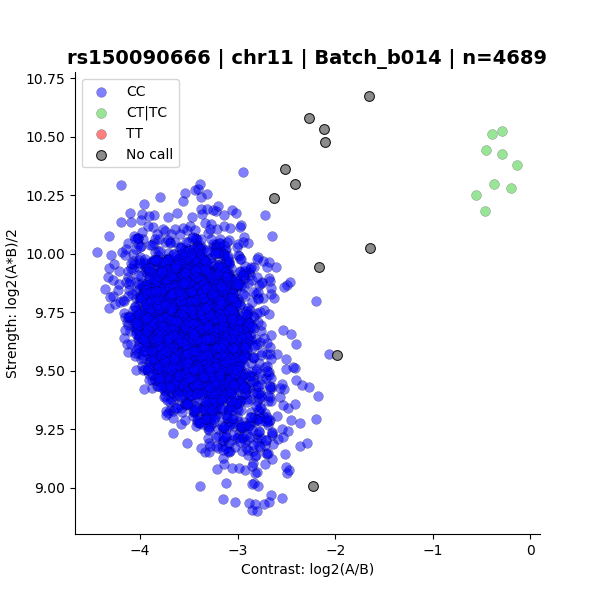 rs150090666 | chr11 | Batch_b014 | n=4689
CC
CT|TC
TT
No call
10.75
10.50
10.25
10.00
9.75
9.50
9.25
9.00
Strength: log2(A*B)/2
−4
−3
−2
−1
0
Contrast: log2(A/B)